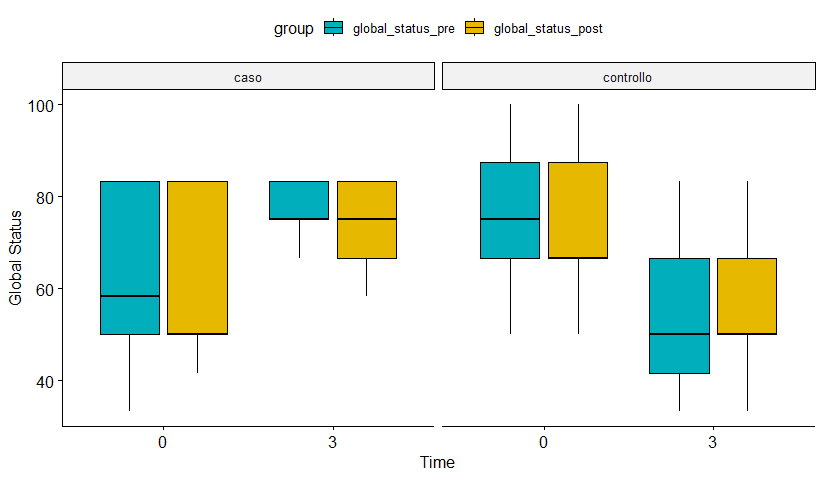 group global_status_pre global_status_post
caso controllo
100
80
60
40
Global Status
0 3 0 3
Time